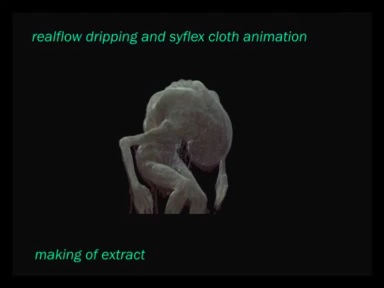 realflow dripping and syflex cloth animation
making of extract